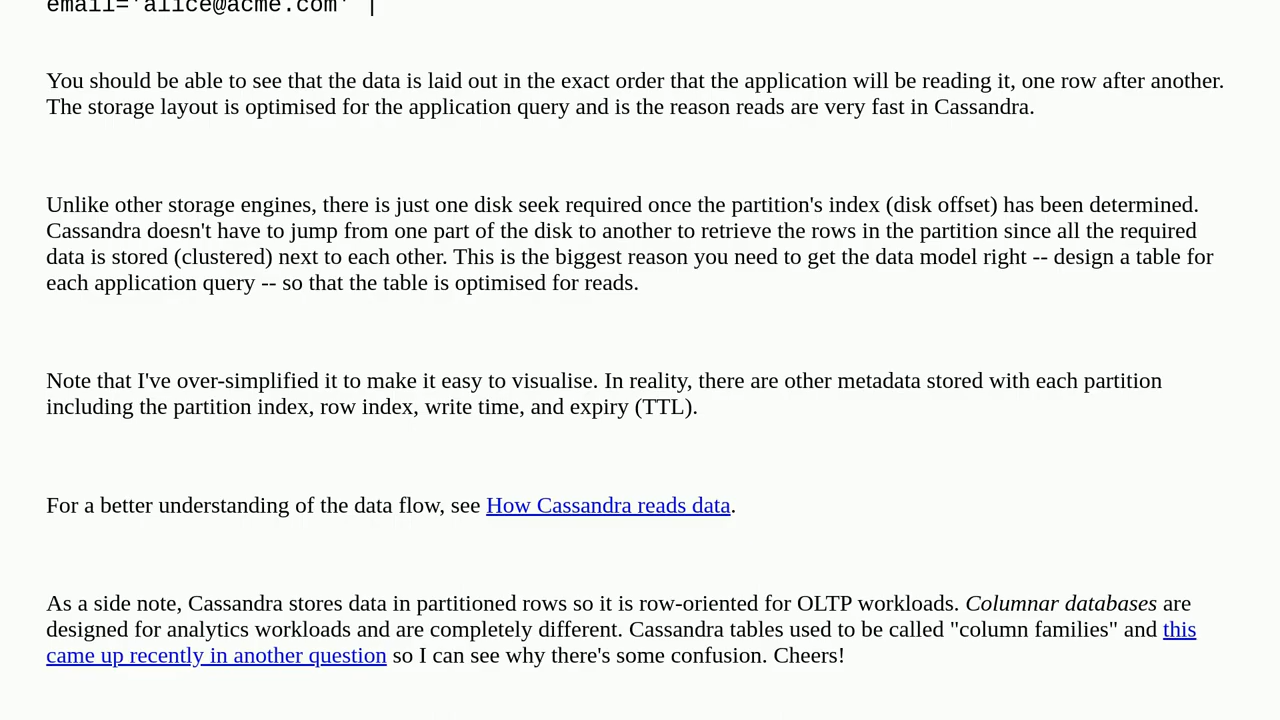 email='alice@acme.com' |
You should be able to see that the data is laid out in the exact order that the application will be reading it, one row after another.
The storage layout is optimised for the application query and is the reason reads are very fast in Cassandra.
Unlike other storage engines, there is just one disk seek required once the partition's index (disk offset) has been determined.
Cassandra doesn't have to jump from one part of the disk to another to retrieve the rows in the partition since all the required
data is stored (clustered) next to each other. This is the biggest reason you need to get the data model right -- design a table for
each application query -- so that the table is optimised for reads.
Note that I've over-simplified it to make it easy to visualise. In reality, there are other metadata stored with each partition
including the partition index, row index, write time, and expiry (TTL).
For a better understanding of the data flow, see How Cassandra reads data.
As a side note, Cassandra stores data in partitioned rows so it is row-oriented for OLTP workloads. Columnar databases are
designed for analytics workloads and are completely different. Cassandra tables used to be called "column families" and this
came up recently in another question so I can see why there's some confusion. Cheers!